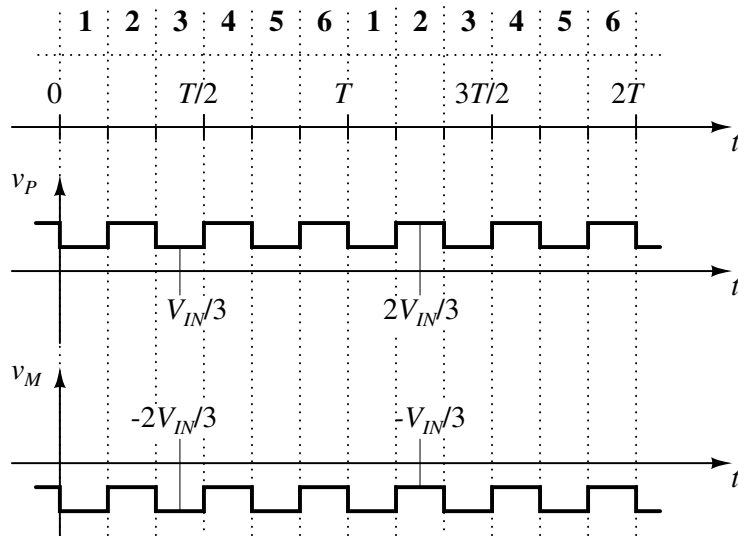 1 2 3 4 5 6 1 2 3 4 5 6
0 T/2 T 3T/2 2T
t
v_P
t
V_IN/3 2V_IN/3
v_M
-2V_IN/3 -V_IN/3
t